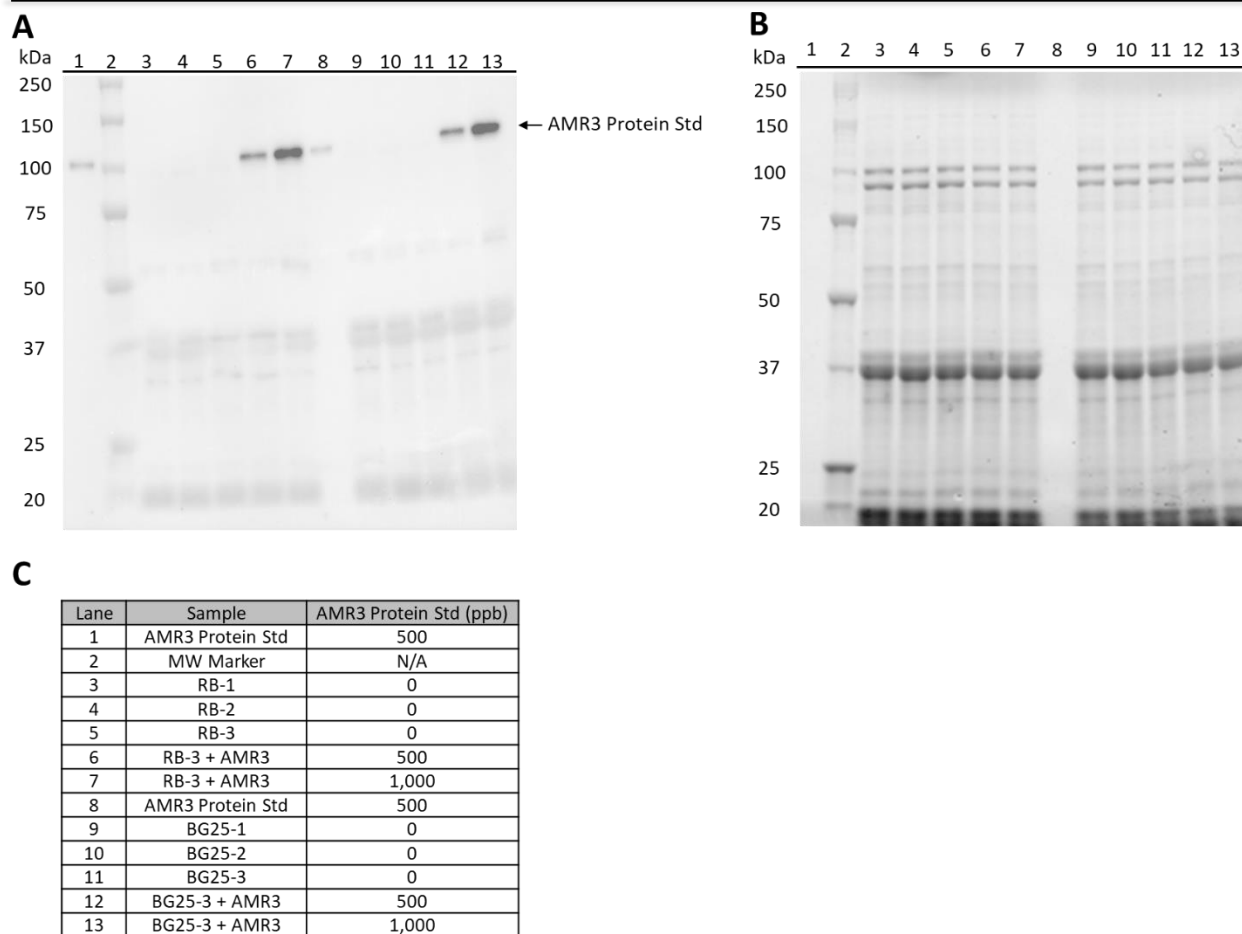 A
kDa
1 2 3 4 5 6 7 8 9 10 11 12 13
250
150
100
75
50
37
25
20
← AMR3 Protein Std
B
kDa
1 2 3 4 5 6 7 8 9 10 11 12 13
250
150
100
75
50
37
25
20
C
Lane Sample AMR3 Protein Std (ppb)
1 AMR3 Protein Std 500
2 MW Marker N/A
3 RB-1 0
4 RB-2 0
5 RB-3 0
6 RB-3 + AMR3 500
7 RB-3 + AMR3 1,000
8 AMR3 Protein Std 500
9 BG25-1 0
10 BG25-2 0
11 BG25-3 0
12 BG25-3 + AMR3 500
13 BG25-3 + AMR3 1,000